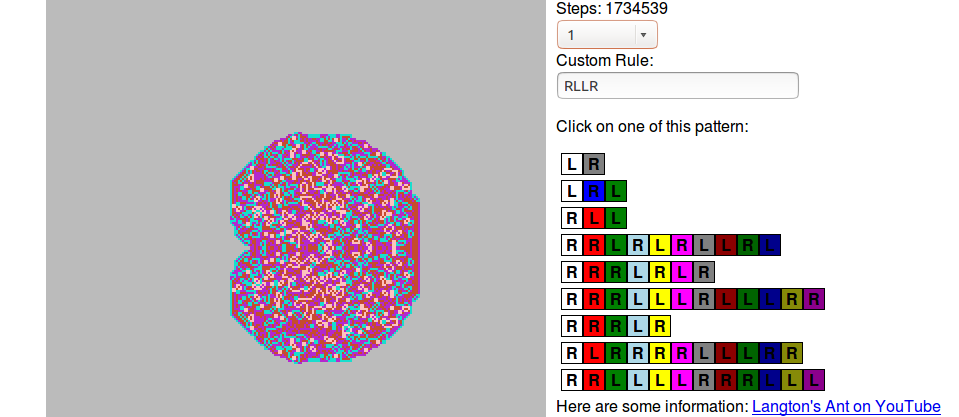 Steps: 1734539
1
Custom Rule:
RLLR
Click on one of this pattern:
L R
L R L
R L L
R R L R L R L L R L
R R R L R L R
R R R L L L R L L L R R
R R R L R
R L R R R R L L L R R
R R L L L L R R R L L L
Here are some information: Langton's Ant on YouTube